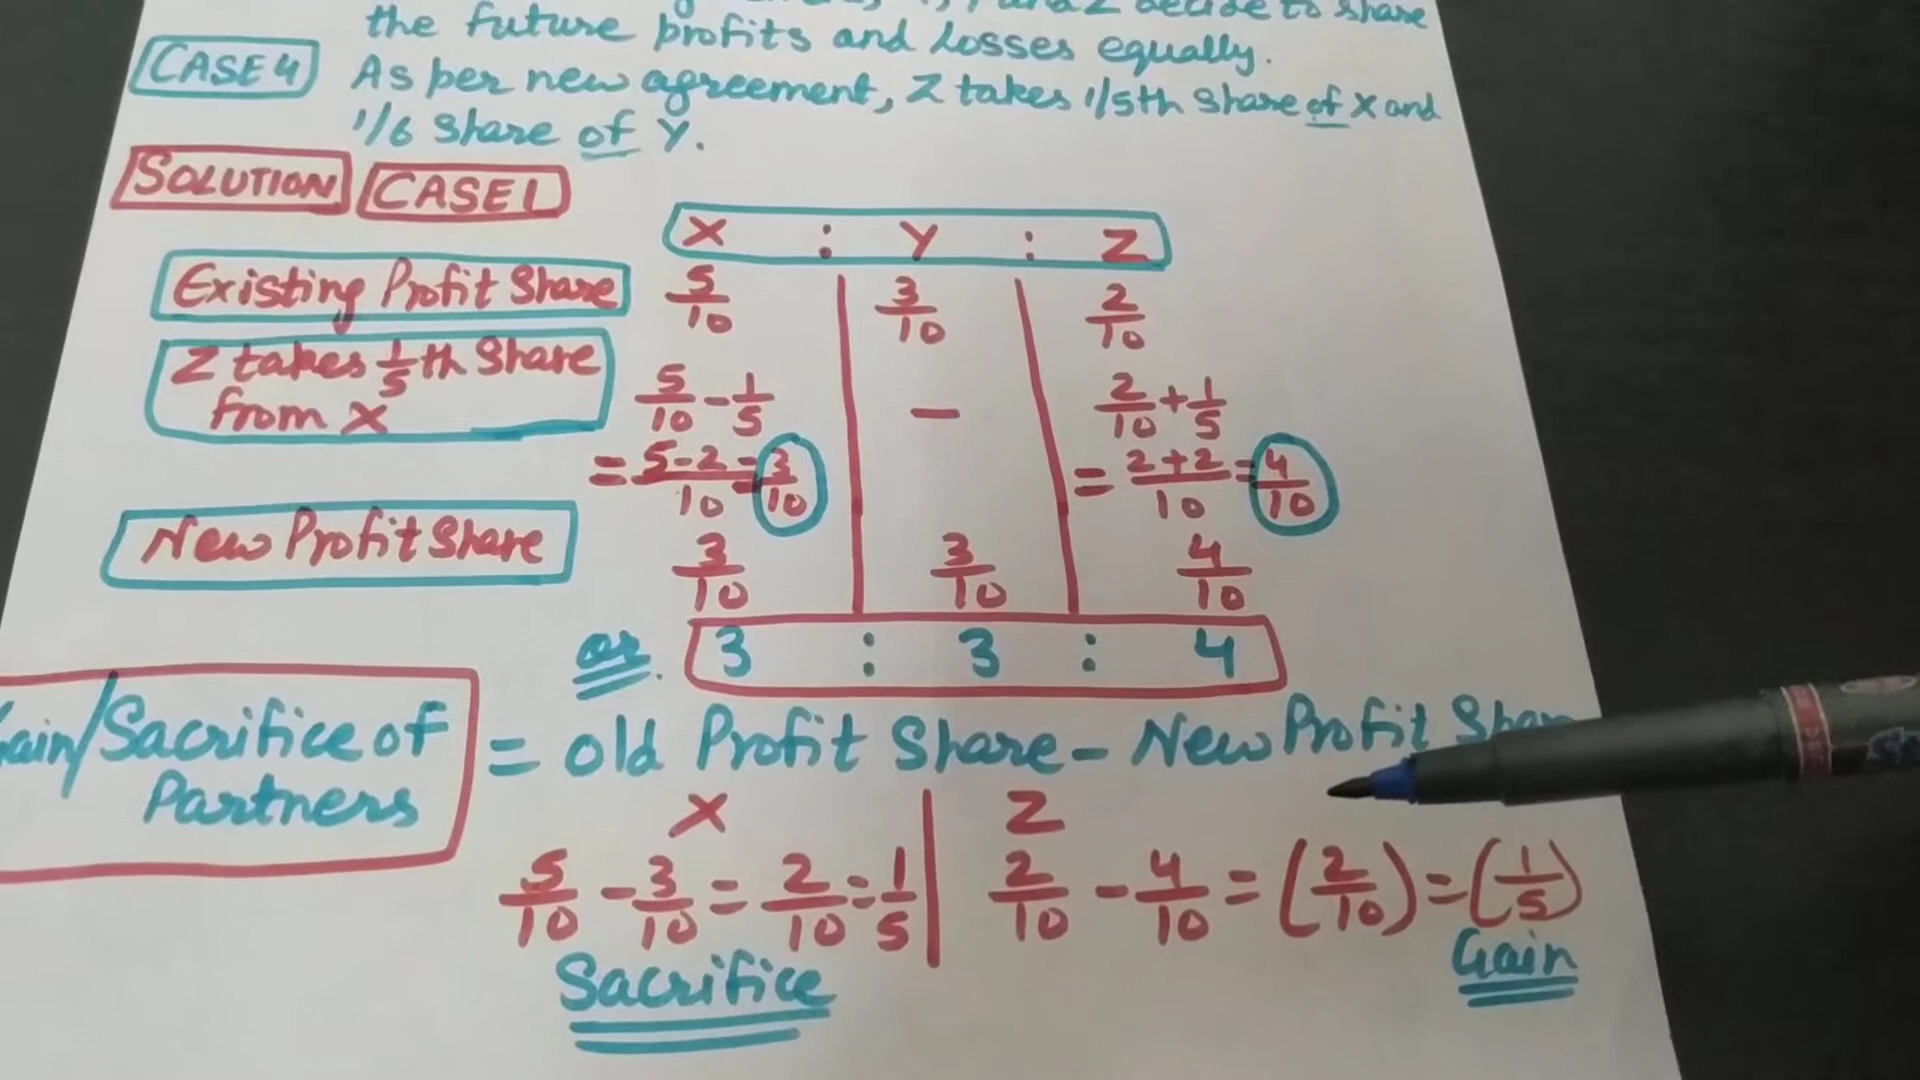 decide to share
the future profits and losses equally.
CASE 4 As per new agreement, Z takes 1/5th share of X and
1/6 share of Y.
SOLUTION CASE 1
X : Y : Z
Existing Profit Share 5/10 3/10 2/10
Z takes 1/5th Share
from X 5/10 - 1/5 - 2/10 + 1/5
= 5-2/10 = 3/10 = 2+2/10 = 4/10
New Profit Share 3/10 3/10 4/10
or 3 : 3 : 4
Gain/Sacrifice of = Old Profit Share - New Profit Share
Partners
X Z
5/10 - 3/10 = 2/10 = 1/5 2/10 - 4/10 = (2/10) = (1/5)
Sacrifice Gain